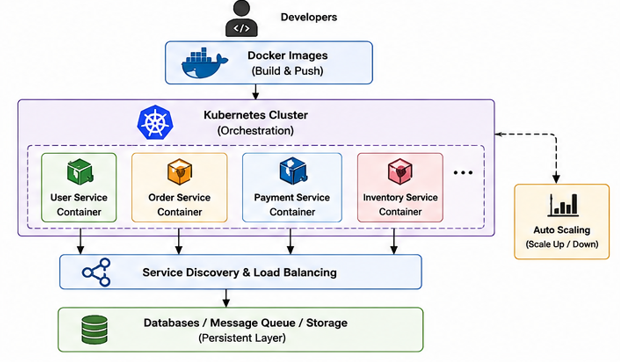 Developers
</>
Docker Images
(Build & Push)
Kubernetes Cluster
(Orchestration)
User Service
Container
Order Service
Container
Payment Service
Container
Inventory Service
Container
...
Auto Scaling
(Scale Up / Down)
Service Discovery & Load Balancing
Databases / Message Queue / Storage
(Persistent Layer)